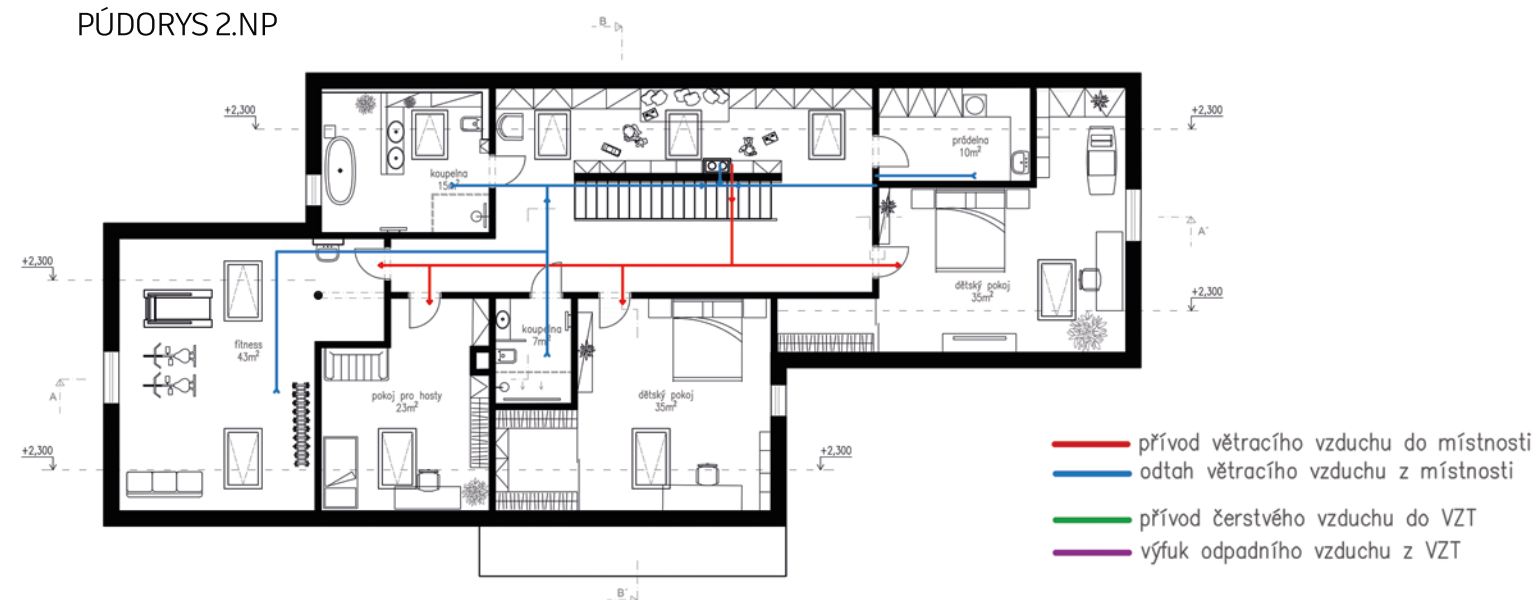 PÚDORYS 2.NP
B
+2,300
+2,300
prádelna
10m²
koupelna
15m²
A´
+2,300
+2,300
dětský pokoj
35m²
koupelna
7m²
fitness
43m²
A
pokoj pro hosty
23m²
dětský pokoj
35m²
+2,300
+2,300
přívod větracího vzduchu do místnosti
odtah větracího vzduchu z místnosti
přívod čerstvého vzduchu do VZT
výfuk odpadního vzduchu z VZT
B´